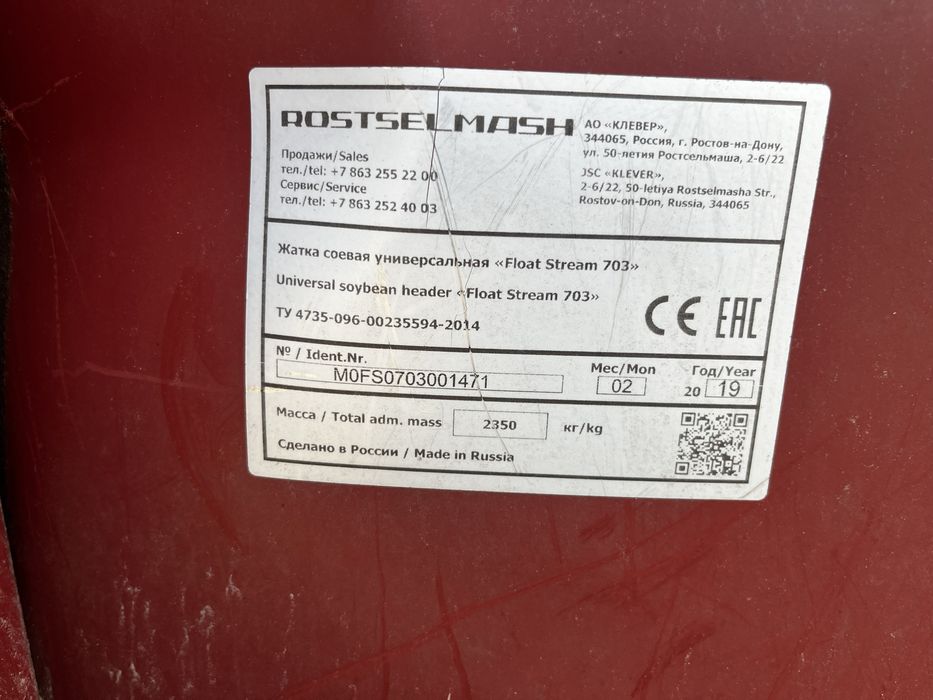 ROSTSELMASH
Продажи/Sales
тел./tel: +7 863 255 22 00
Сервис/Service
тел./tel: +7 863 252 40 03
АО «КЛЕВЕР»,
344065, Россия, г. Ростов-на-Дону,
ул. 50-летия Ростсельмаша, 2-6/22
JSC «KLEVER»,
2-6/22, 50-letiya Rostselmasha Str.,
Rostov-on-Don, Russia, 344065
Жатка соевая универсальная «Float Stream 703»
Universal soybean header «Float Stream 703»
ТУ 4735-096-00235594-2014
CE EAC
№ / Ident.Nr.
M0FS0703001471
Мес/Mon
02
Год/Year
20 19
Масса / Total adm. mass 2350 кг/kg
Сделано в России / Made in Russia